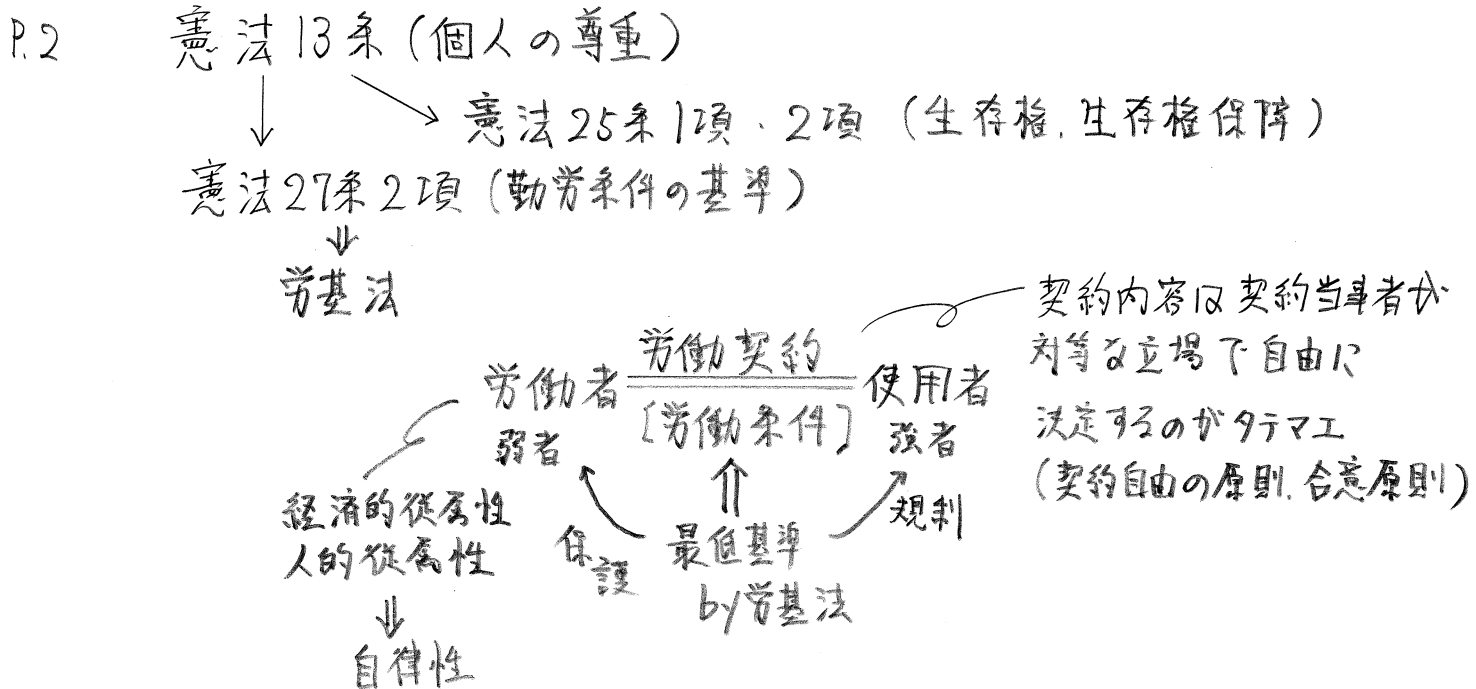 P.2
憲法13条(個人の尊重)
憲法25条1項・2項(生存権、生存権保障)
憲法27条2項(勤労条件の基準)
労基法
契約内容は契約当事者が
対等な立場で自由に
決定するのがタテマエ
(契約自由の原則、合意原則)
労働契約
労働者
使用者
[労働条件]
弱者
強者
経済的従属性
人的従属性
自律性
保護
最低基準
by労基法
規制